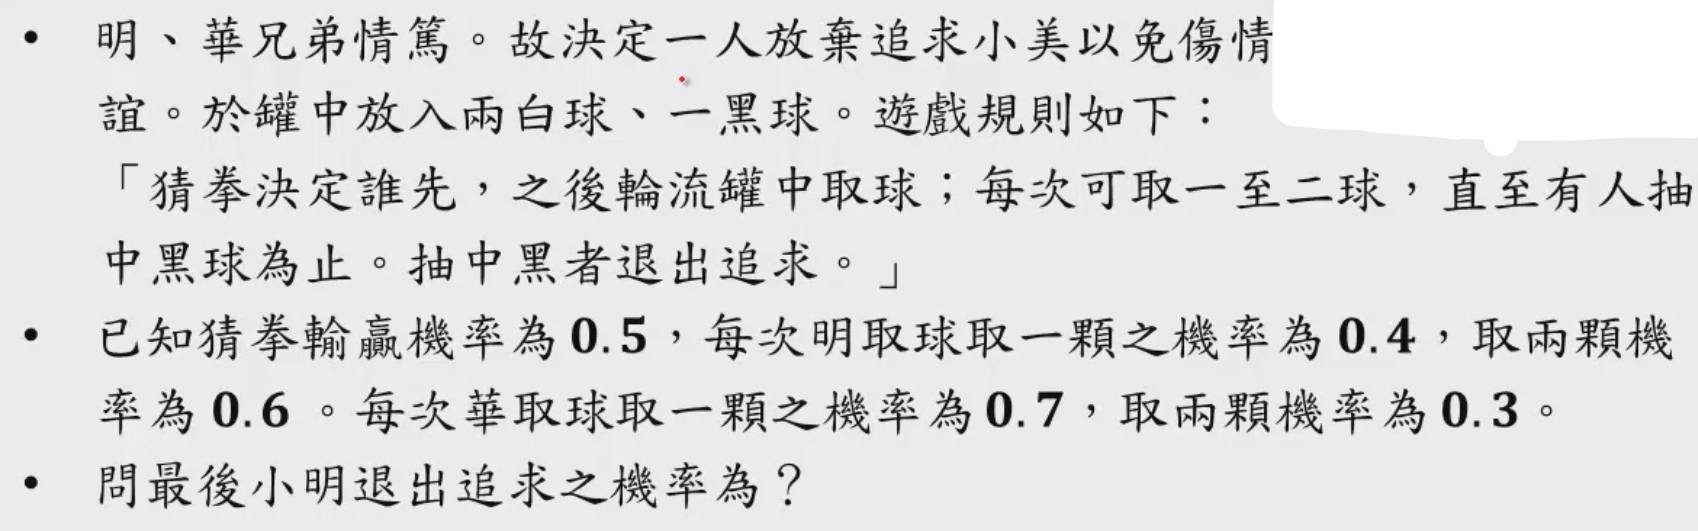 • 明、華兄弟情篤。故決定一人放棄追求小美以免傷情
誼。於罐中放入兩白球、一黑球。遊戲規則如下：
「猜拳決定誰先，之後輪流罐中取球；每次可取一至二球，直至有人抽
中黑球為止。抽中黑者退出追求。」
• 已知猜拳輸贏機率為 0.5，每次明取球取一顆之機率為 0.4，取兩顆機
率為 0.6 。每次華取球取一顆之機率為 0.7，取兩顆機率為 0.3。
• 問最後小明退出追求之機率為？